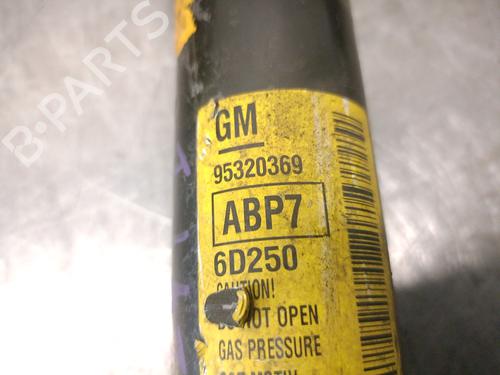 B-PARTS
GM
95320369
ABP7
6D250
CAUTION!
DO NOT OPEN
GAS PRESSURE